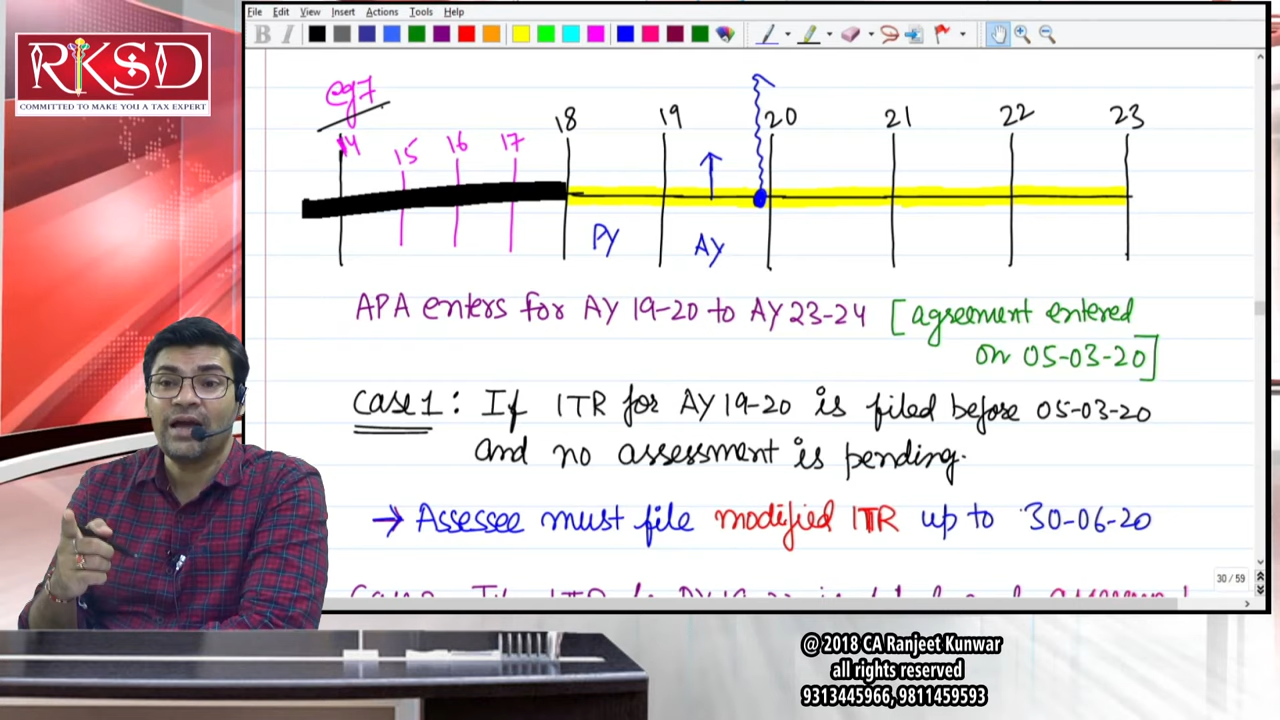 File Edit View Insert Actions Tools Help
B I
RKSD
COMMITTED TO MAKE YOU A TAX EXPERT
eg7
14 15 16 17 18 19 20 21 22 23
PY AY
APA enters for AY 19-20 to AY 23-24 [agreement entered
on 05-03-20]
Case 1: If ITR for AY 19-20 is filed before 05-03-20
and no assessment is pending.
→ Assessee must file modified ITR up to 30-06-20
30 / 59
@ 2018 CA Ranjeet Kunwar
all rights reserved
9313445966, 9811459593